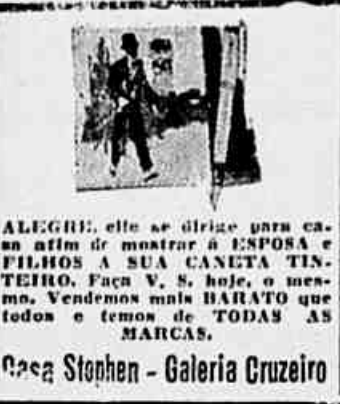 ALEGRE, elle se dirige para ca-
sa afim de mostrar á ESPOSA e
FILHOS A SUA CANETA TIN-
TEIRO. Faça V. S. hoje, o mes-
mo. Vendemos mais BARATO que
todos e temos de TODAS AS
MARCAS.
Casa Stephen - Galeria Cruzeiro